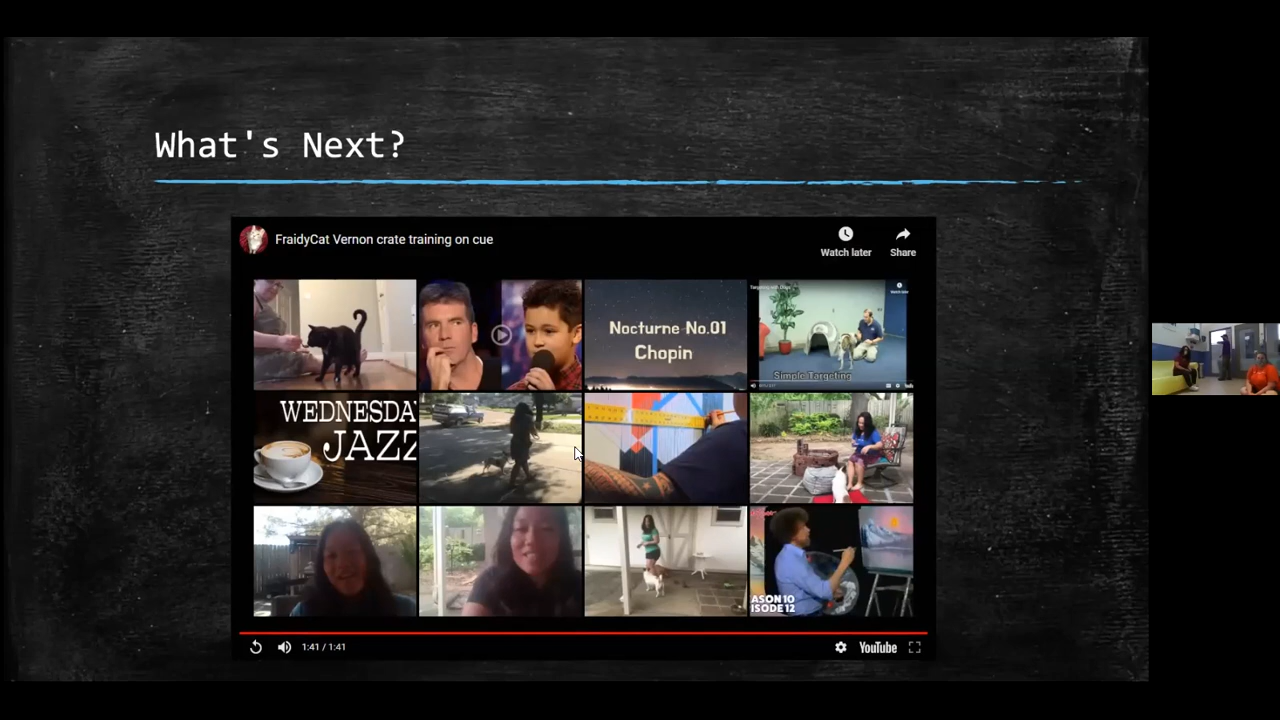 What's Next?
FraidyCat Vernon crate training on cue
Watch later
Share
Nocturne No.01
Chopin
Simple Targeting
WEDNESDAY
JAZZ
ASON 10
ISODE 12
1:41 / 1:41
YouTube